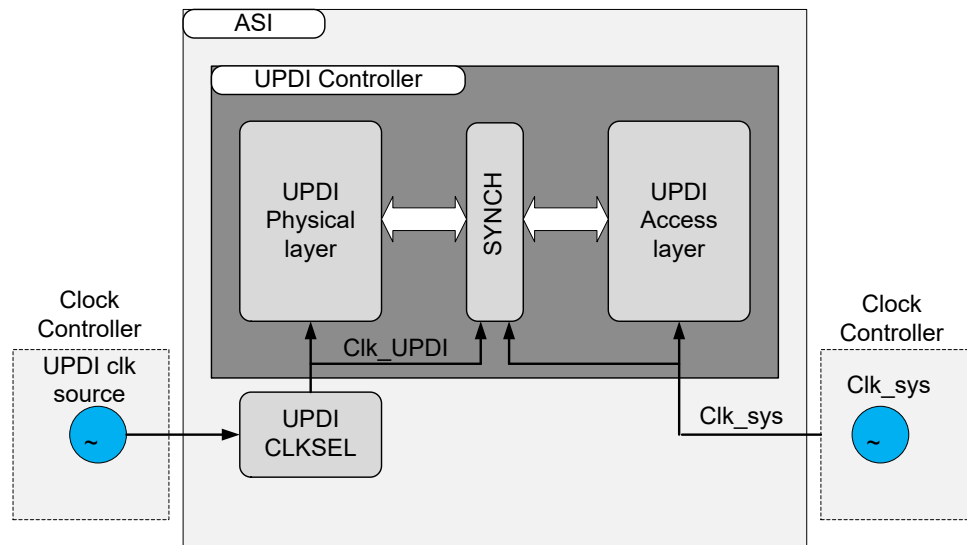 ASI
UPDI Controller
UPDI
Physical
layer
SYNCH
UPDI
Access
layer
Clock
Controller
UPDI clk
source
~
Clk_UPDI
UPDI
CLKSEL
Clk_sys
Clock
Controller
Clk_sys
~